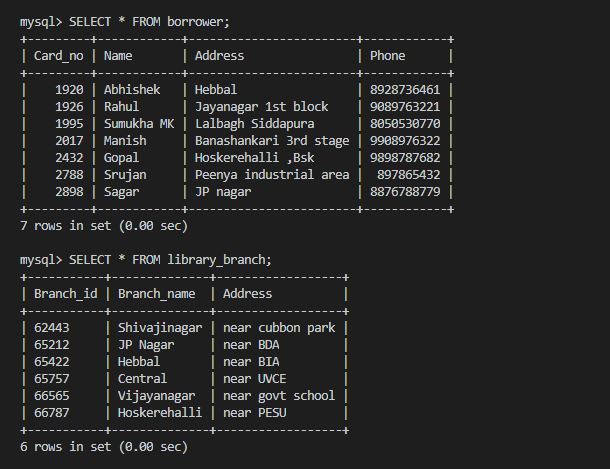 mysql> SELECT * FROM borrower;
+---------+------------+------------------------+------------+
| Card_no | Name       | Address                | Phone      |
+---------+------------+------------------------+------------+
|    1920 | Abhishek   | Hebbal                 | 8928736461 |
|    1926 | Rahul      | Jayanagar 1st block    | 9089763221 |
|    1995 | Sumukha MK | Lalbagh Siddapura      | 8050530770 |
|    2017 | Manish     | Banashankari 3rd stage | 9908976322 |
|    2432 | Gopal      | Hoskerehalli ,Bsk      | 9898787682 |
|    2788 | Srujan     | Peenya industrial area |  897865432 |
|    2898 | Sagar      | JP nagar               | 8876788779 |
+---------+------------+------------------------+------------+
7 rows in set (0.00 sec)
mysql> SELECT * FROM library_branch;
+-----------+--------------+------------------+
| Branch_id | Branch_name  | Address          |
+-----------+--------------+------------------+
| 62443     | Shivajinagar | near cubbon park |
| 65212     | JP Nagar     | near BDA         |
| 65422     | Hebbal       | near BIA         |
| 65757     | Central      | near UVCE        |
| 66565     | Vijayanagar  | near govt school |
| 66787     | Hoskerehalli | near PESU        |
+-----------+--------------+------------------+
6 rows in set (0.00 sec)